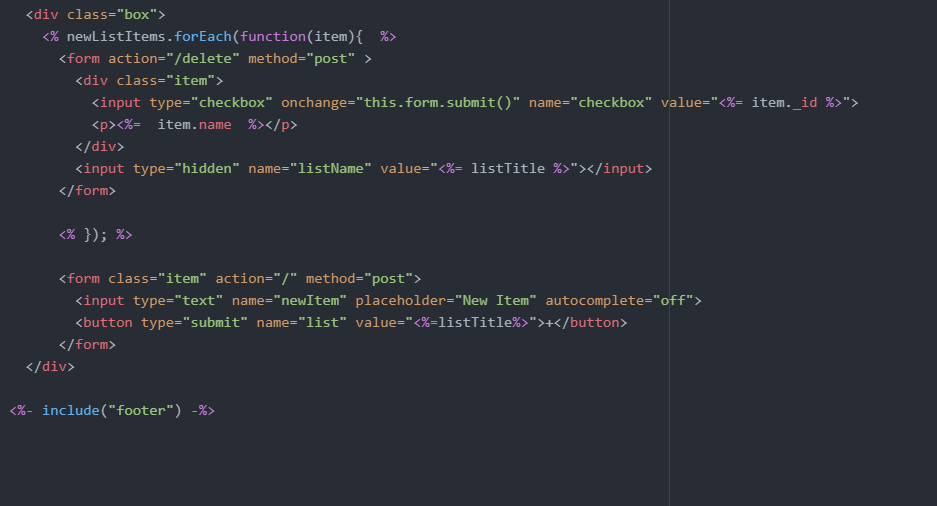 <div class="box">
<% newListItems.forEach(function(item){  %>
<form action="/delete" method="post" >
<div class="item">
<input type="checkbox" onchange="this.form.submit()" name="checkbox" value="<%= item._id %>">
<p><%=  item.name  %></p>
</div>
<input type="hidden" name="listName" value="<%= listTitle %>"></input>
</form>
<% }); %>
<form class="item" action="/" method="post">
<input type="text" name="newItem" placeholder="New Item" autocomplete="off">
<button type="submit" name="list" value="<%=listTitle%>">+</button>
</form>
</div>
<%- include("footer") -%>